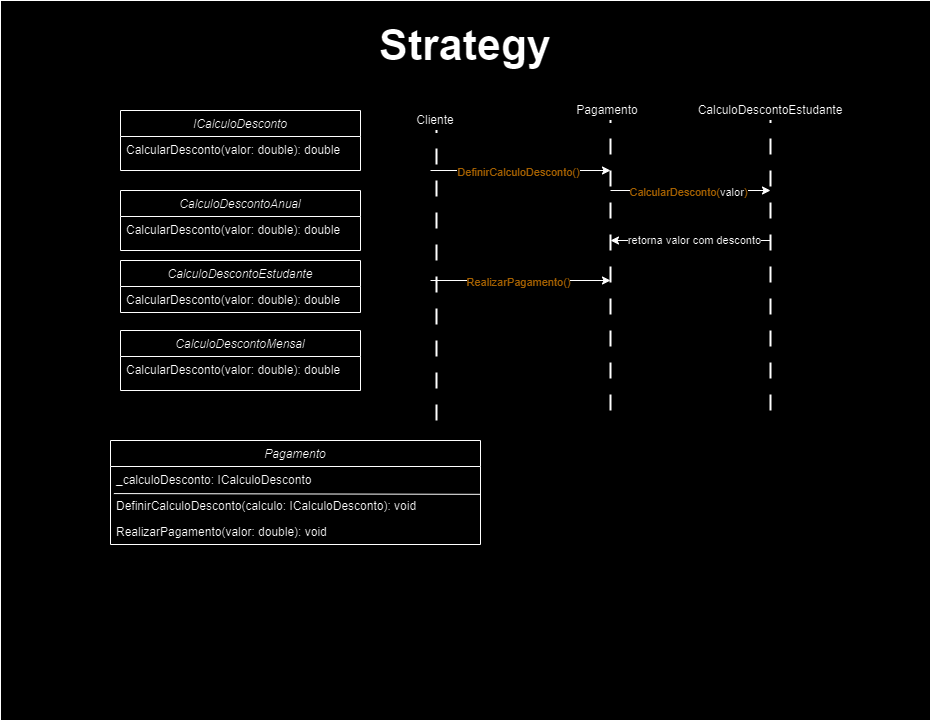 Strategy
ICalculoDesconto
CalcularDesconto(valor: double): double
CalculoDescontoAnual
CalcularDesconto(valor: double): double
CalculoDescontoEstudante
CalcularDesconto(valor: double): double
CalculoDescontoMensal
CalcularDesconto(valor: double): double
Cliente
Pagamento
CalculoDescontoEstudante
DefinirCalculoDesconto()
CalcularDesconto(valor)
retorna valor com desconto
RealizarPagamento()
Pagamento
_calculoDesconto: ICalculoDesconto
DefinirCalculoDesconto(calculo: ICalculoDesconto): void
RealizarPagamento(valor: double): void